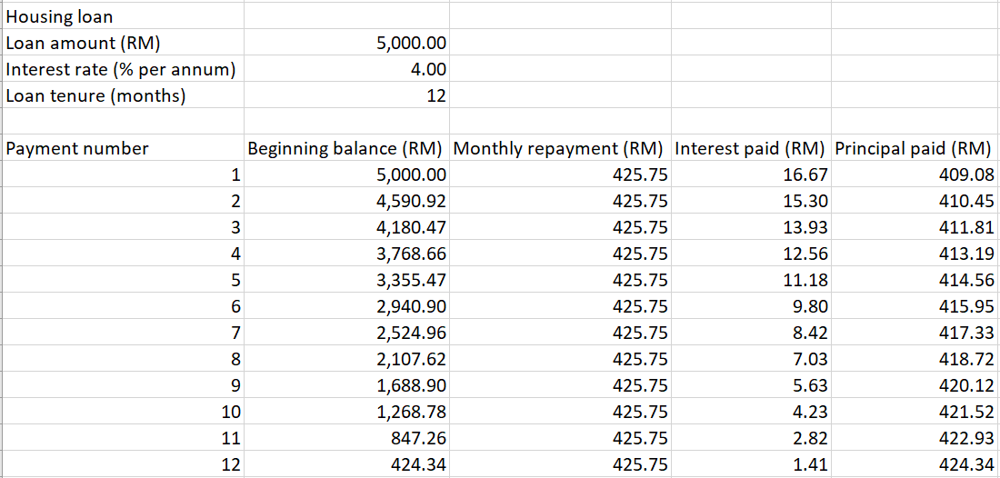 Housing loan
Loan amount (RM) 5,000.00
Interest rate (% per annum) 4.00
Loan tenure (months) 12
Payment number Beginning balance (RM) Monthly repayment (RM) Interest paid (RM) Principal paid (RM)
1 5,000.00 425.75 16.67 409.08
2 4,590.92 425.75 15.30 410.45
3 4,180.47 425.75 13.93 411.81
4 3,768.66 425.75 12.56 413.19
5 3,355.47 425.75 11.18 414.56
6 2,940.90 425.75 9.80 415.95
7 2,524.96 425.75 8.42 417.33
8 2,107.62 425.75 7.03 418.72
9 1,688.90 425.75 5.63 420.12
10 1,268.78 425.75 4.23 421.52
11 847.26 425.75 2.82 422.93
12 424.34 425.75 1.41 424.34